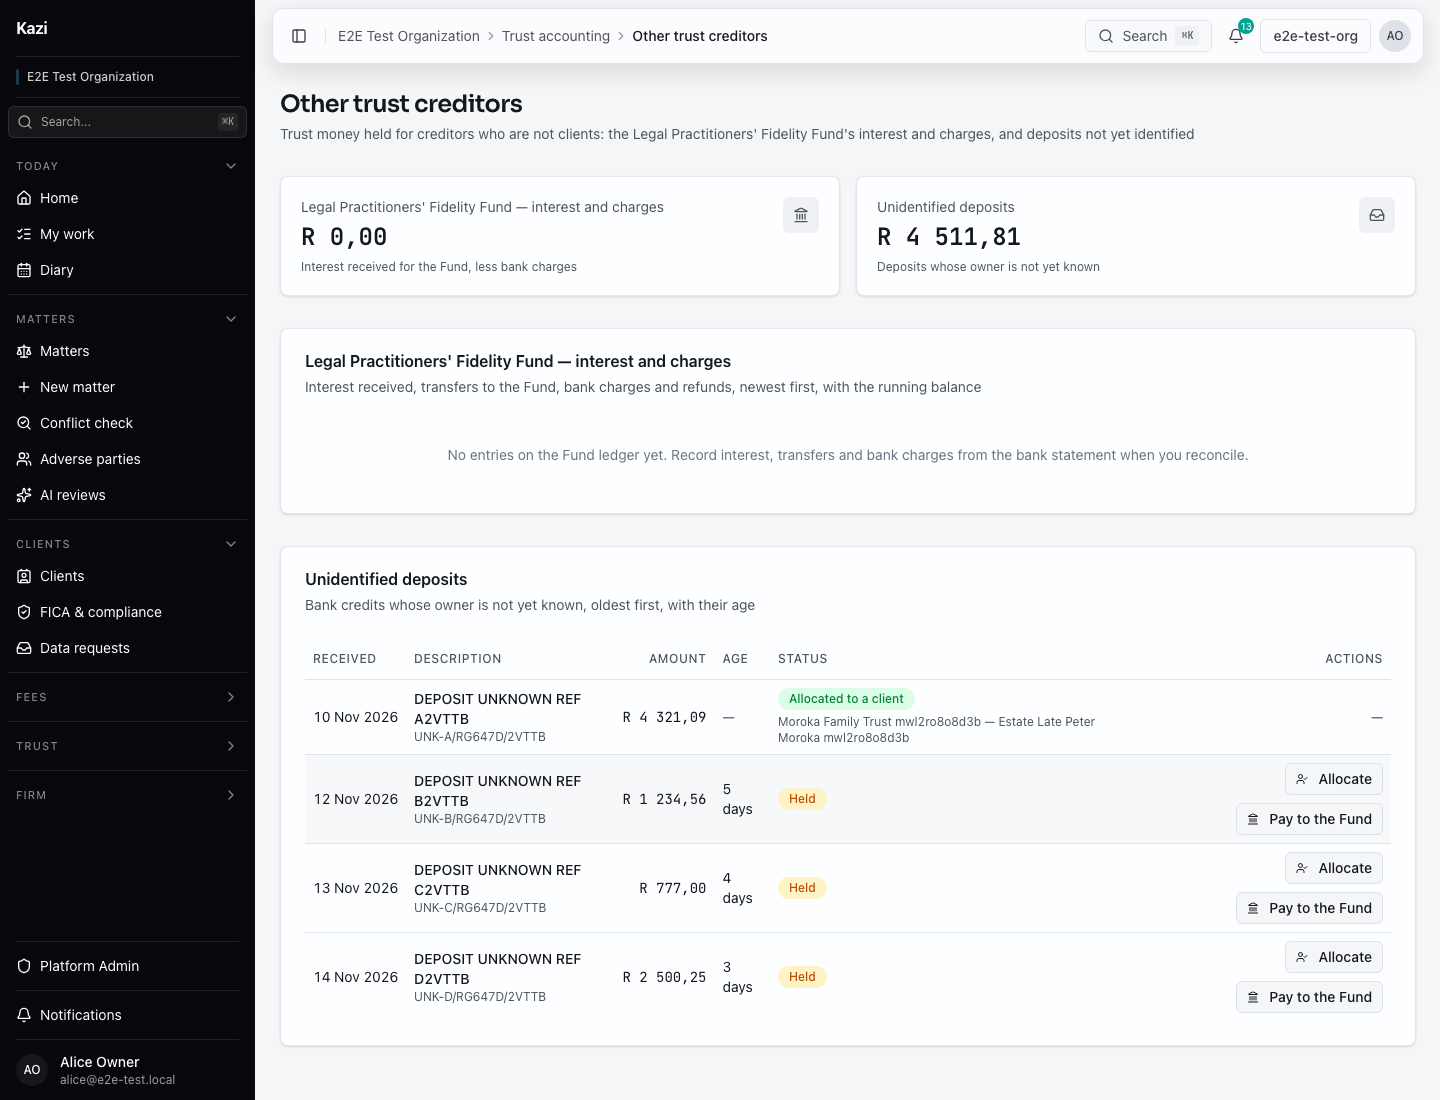 Kazi
E2E Test Organization
Search...
⌘K
TODAY
Home
My work
Diary
MATTERS
Matters
New matter
Conflict check
Adverse parties
AI reviews
CLIENTS
Clients
FICA & compliance
Data requests
FEES
TRUST
FIRM
Platform Admin
Notifications
AO
Alice Owner
alice@e2e-test.local
E2E Test Organization
Trust accounting
Other trust creditors
Search
⌘K
13
e2e-test-org
AO
Other trust creditors
Trust money held for creditors who are not clients: the Legal Practitioners' Fidelity Fund's interest and charges, and deposits not yet identified
Legal Practitioners' Fidelity Fund — interest and charges
R 0,00
Interest received for the Fund, less bank charges
Unidentified deposits
R 4 511,81
Deposits whose owner is not yet known
Legal Practitioners' Fidelity Fund — interest and charges
Interest received, transfers to the Fund, bank charges and refunds, newest first, with the running balance
No entries on the Fund ledger yet. Record interest, transfers and bank charges from the bank statement when you reconcile.
Unidentified deposits
Bank credits whose owner is not yet known, oldest first, with their age
RECEIVED DESCRIPTION AMOUNT AGE STATUS ACTIONS
10 Nov 2026
DEPOSIT UNKNOWN REF
A2VTTB
UNK-A/RG647D/2VTTB
R 4 321,09
—
Allocated to a client
Moroka Family Trust mwl2ro8o8d3b — Estate Late Peter
Moroka mwl2ro8o8d3b
—
12 Nov 2026
DEPOSIT UNKNOWN REF
B2VTTB
UNK-B/RG647D/2VTTB
R 1 234,56
5
days
Held
Allocate
Pay to the Fund
13 Nov 2026
DEPOSIT UNKNOWN REF
C2VTTB
UNK-C/RG647D/2VTTB
R 777,00
4
days
Held
Allocate
Pay to the Fund
14 Nov 2026
DEPOSIT UNKNOWN REF
D2VTTB
UNK-D/RG647D/2VTTB
R 2 500,25
3
days
Held
Allocate
Pay to the Fund